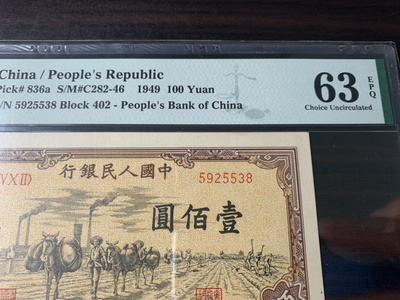 China / People's Republic
Pick# 836a S/M#C282-46 1949 100 Yuan
/N 5925538 Block 402 - People's Bank of China
63
EPQ
Choice Uncirculated
行銀民人國中
5925538
圓佰壹